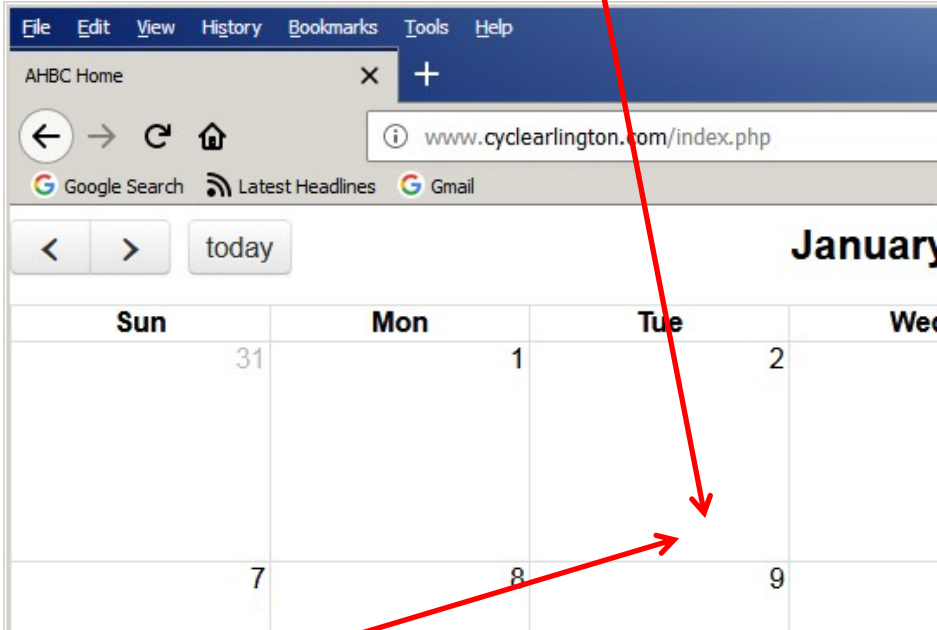 File Edit View History Bookmarks Tools Help
AHBC Home
www.cyclearlington.com/index.php
Google Search Latest Headlines Gmail
today January
Sun Mon Tue Wed
31 1 2
7 8 9